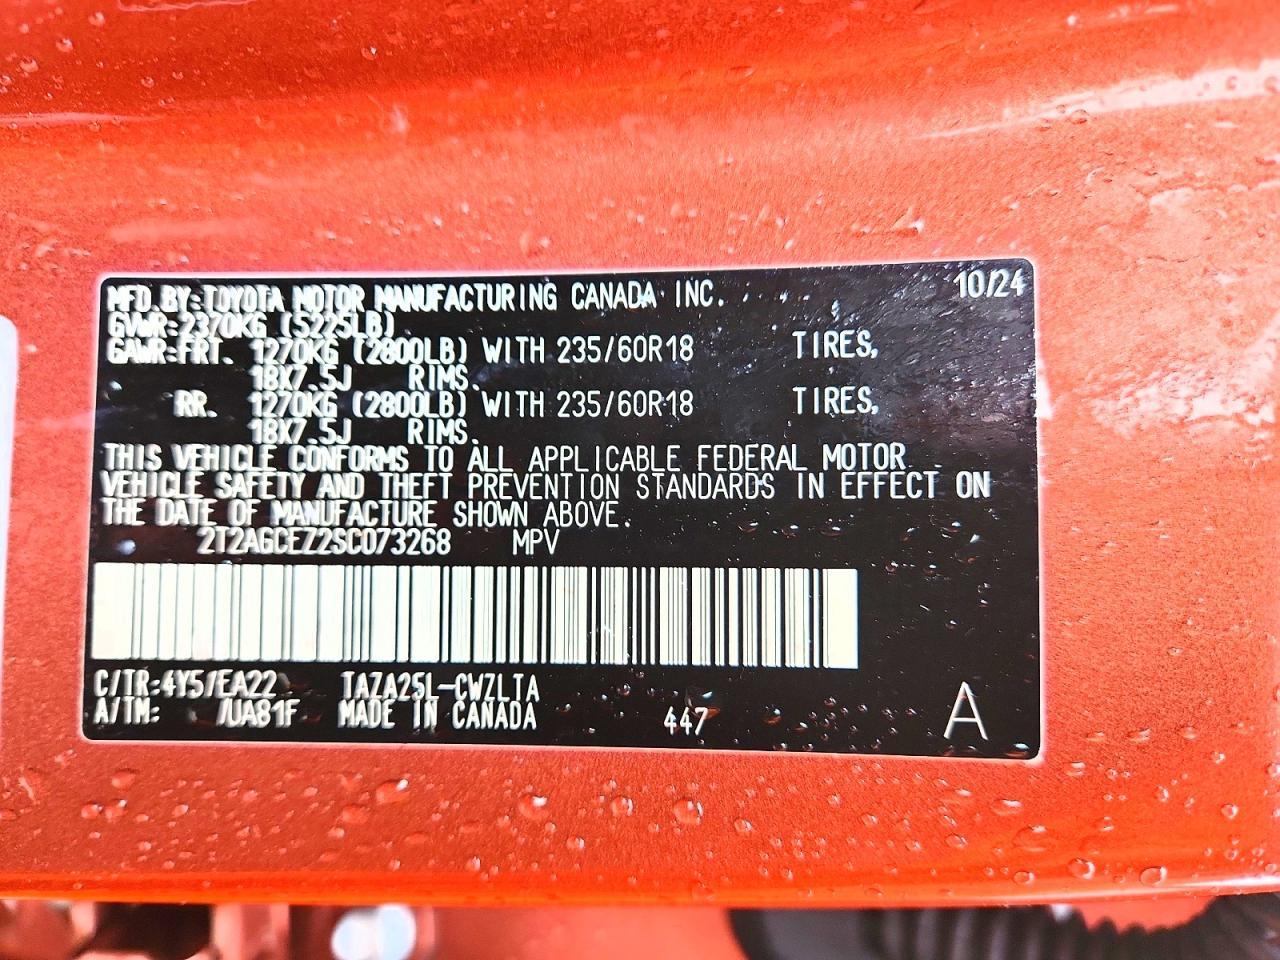 MFD.BY:TOYOTA MOTOR MANUFACTURING CANADA INC. 10/24
GVWR:2370KG (5225LB)
GAWR:FRT. 1270KG (2800LB) WITH 235/60R18 TIRES,
18X7.5J RIMS.
RR. 1270KG (2800LB) WITH 235/60R18 TIRES,
18X7.5J RIMS.
THIS VEHICLE CONFORMS TO ALL APPLICABLE FEDERAL MOTOR
VEHICLE SAFETY AND THEFT PREVENTION STANDARDS IN EFFECT ON
THE DATE OF MANUFACTURE SHOWN ABOVE.
2T2AGCEZ2SC073268 MPV
C/TR:4Y5/EA22 TAZA25L-CWZLTA
A/TM: /UA81F MADE IN CANADA 447 A